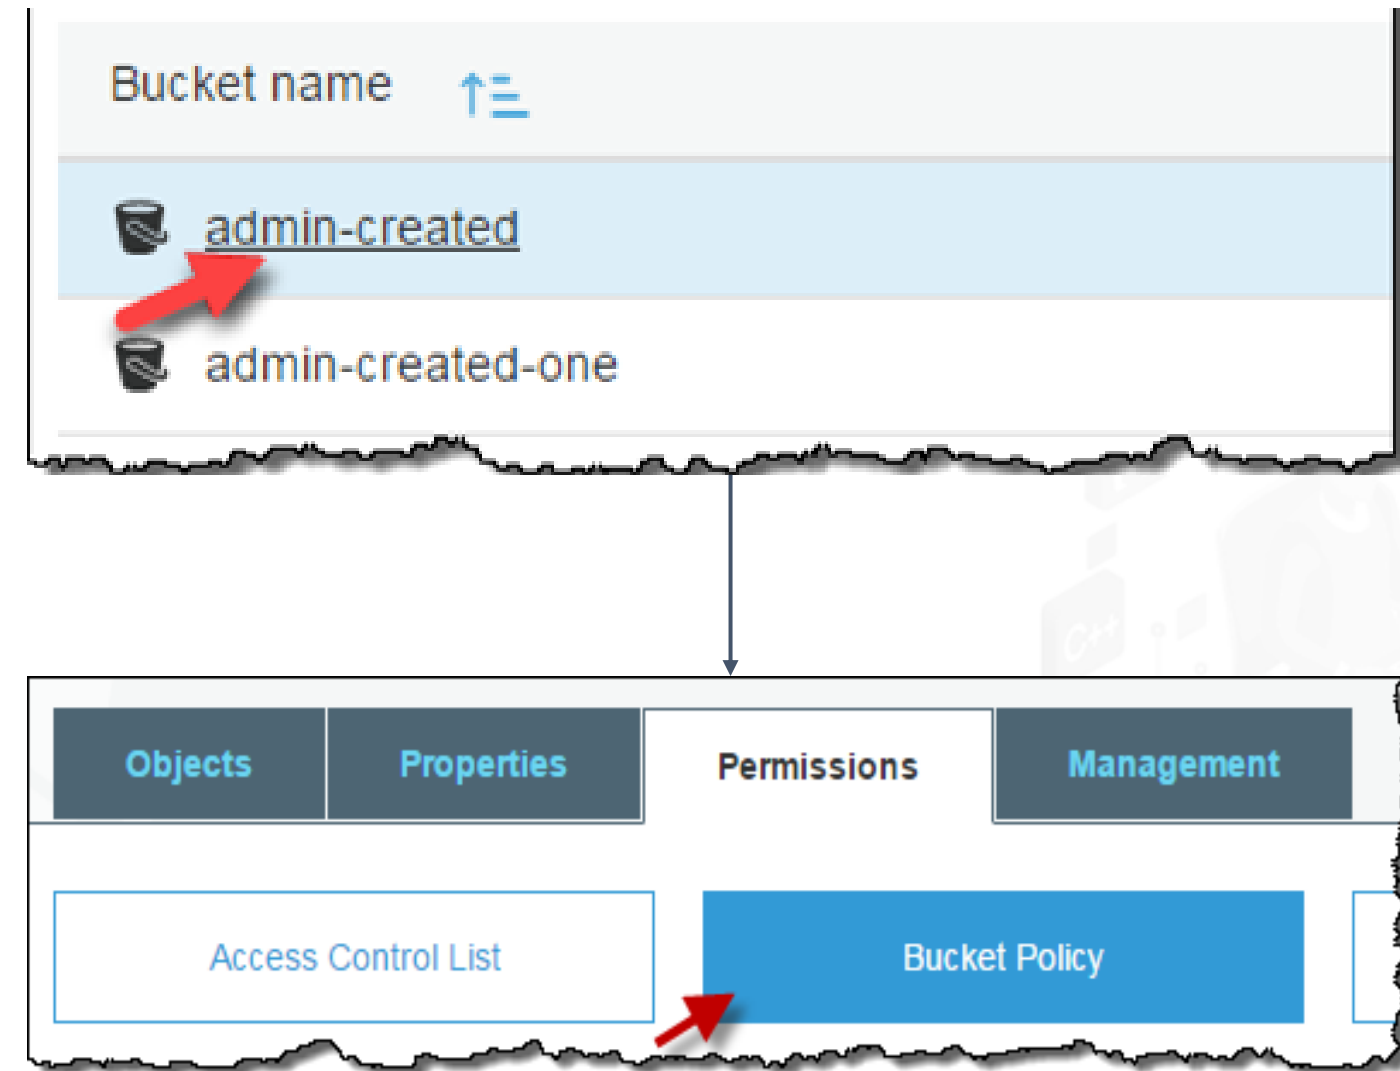 Bucket name
admin-created
admin-created-one
C++
Objects Properties Permissions Management
Access Control List Bucket Policy